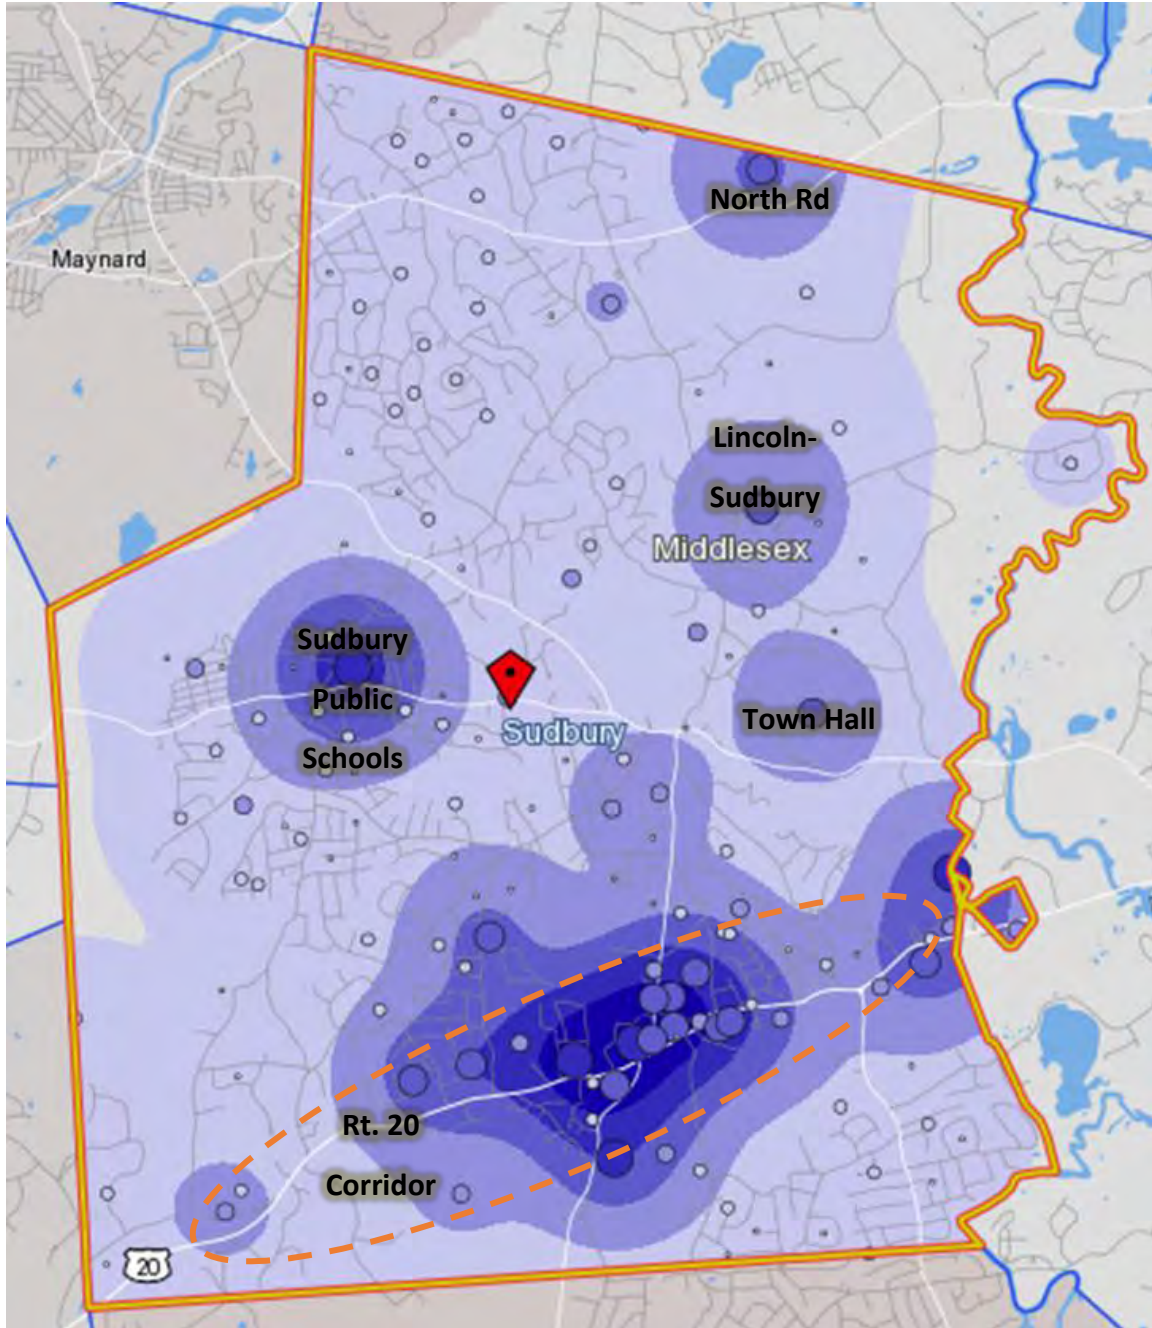 North Rd
Maynard
Lincoln-
Sudbury
Middlesex
Sudbury
Public
Schools
Sudbury
Town Hall
Rt. 20
Corridor
20